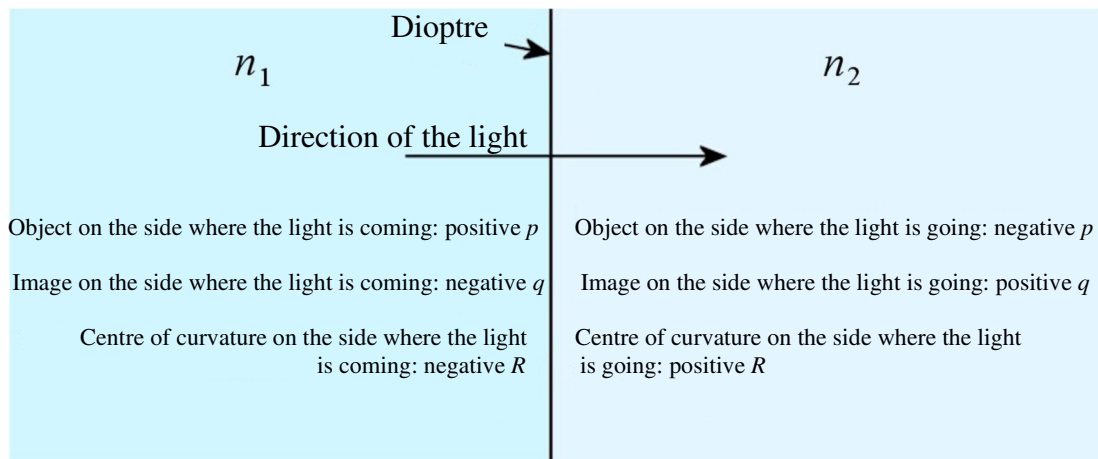 Dioptre
n₁
n₂
Direction of the light
Object on the side where the light is coming: positive p
Object on the side where the light is going: negative p
Image on the side where the light is coming: negative q
Image on the side where the light is going: positive q
Centre of curvature on the side where the light
is coming: negative R
Centre of curvature on the side where the light
is going: positive R